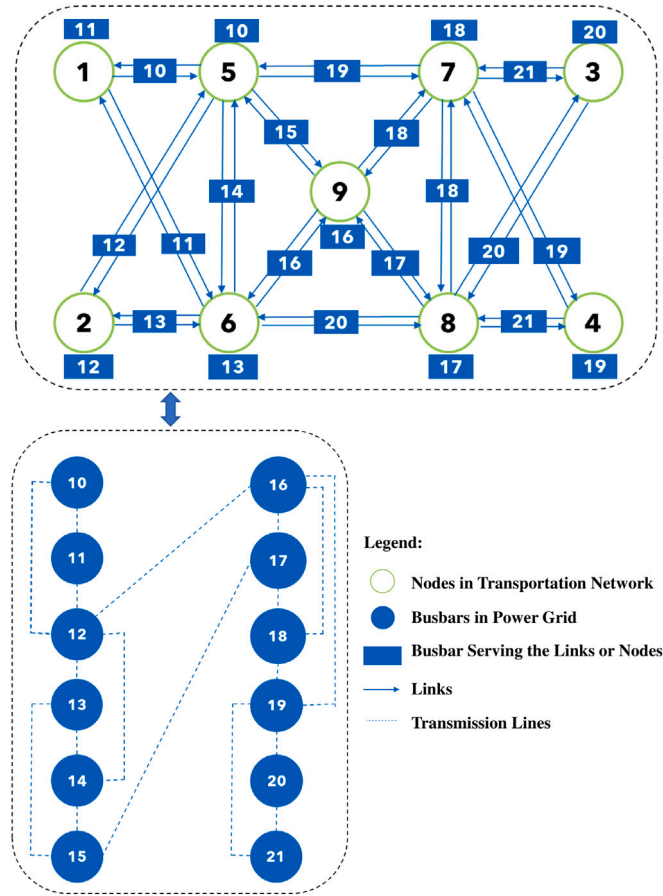 11 10 18 20
1 10 5 19 7 21 3
15 18
14 9 18
12 11 16 16 17 20 19
2 13 6 20 8 21 4
12 13 17 19
10 16
11 17
12 18
13 19
14 20
15 21
Legend:
Nodes in Transportation Network
Busbars in Power Grid
Busbar Serving the Links or Nodes
Links
Transmission Lines